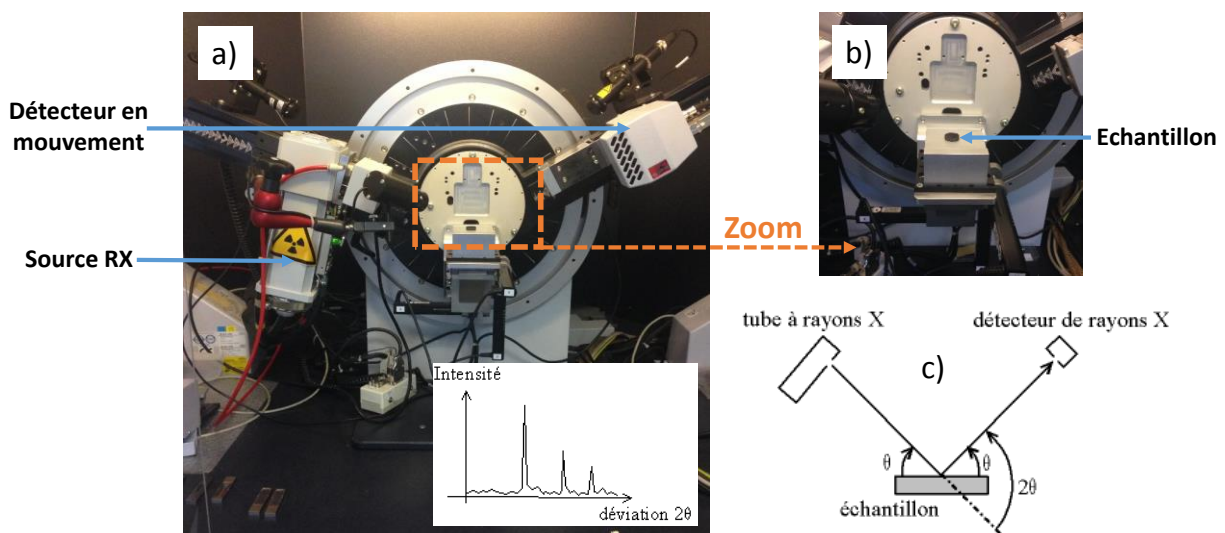 a)
Détecteur en
mouvement
Source RX
Intensité
déviation 2θ
Zoom
b)
Echantillon
c)
tube à rayons X
détecteur de rayons X
θ
θ
2θ
échantillon